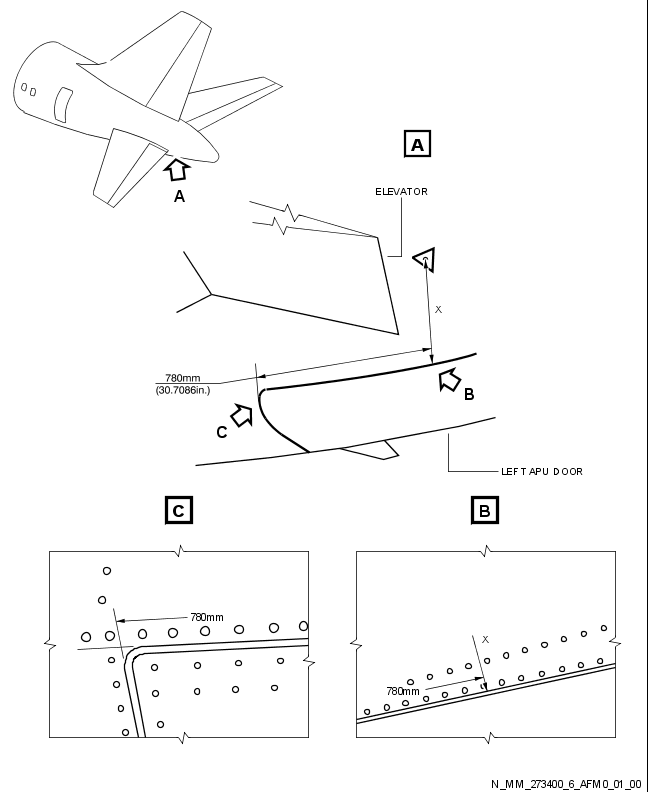 A
A
ELEVATOR
X
780mm
(30.7086in.)
B
C
LEFT APU DOOR
C
B
780mm
X
780mm
N_MM_273400_6_AFM0_01_00